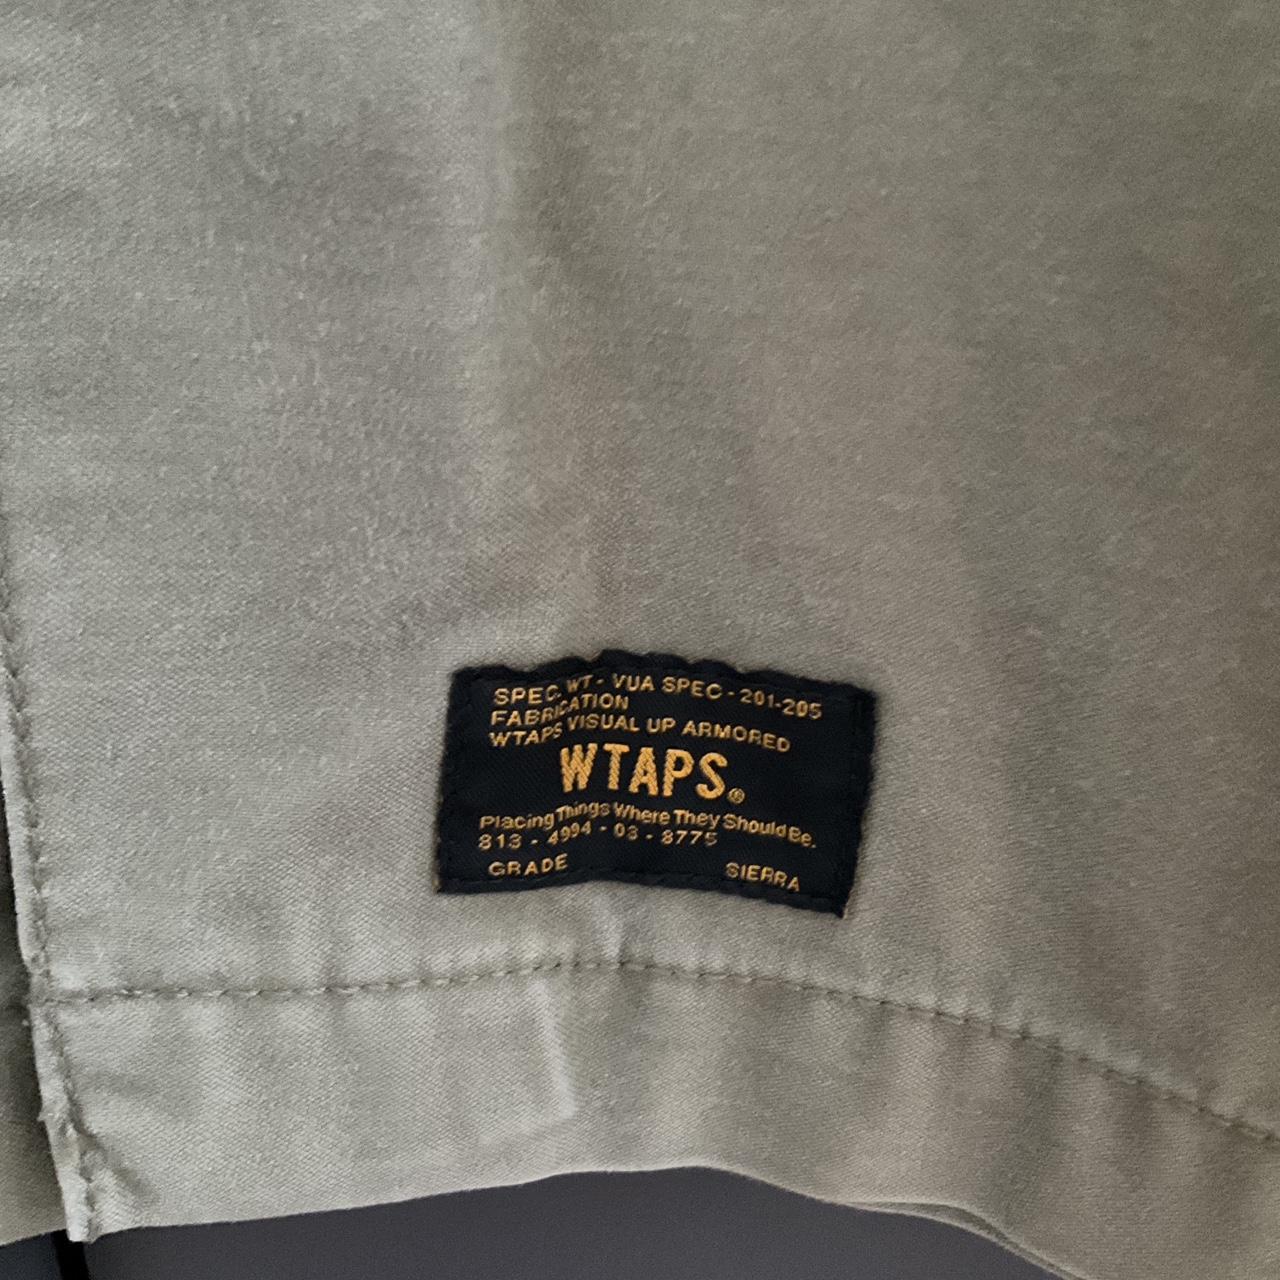 SPEC. WT - VUA SPEC - 201-205
FABRICATION
WTAPS VISUAL UP ARMORED
WTAPS®
Placing Things Where They Should Be.
813 - 4994 - 03 - 8775
GRADE SIERRA